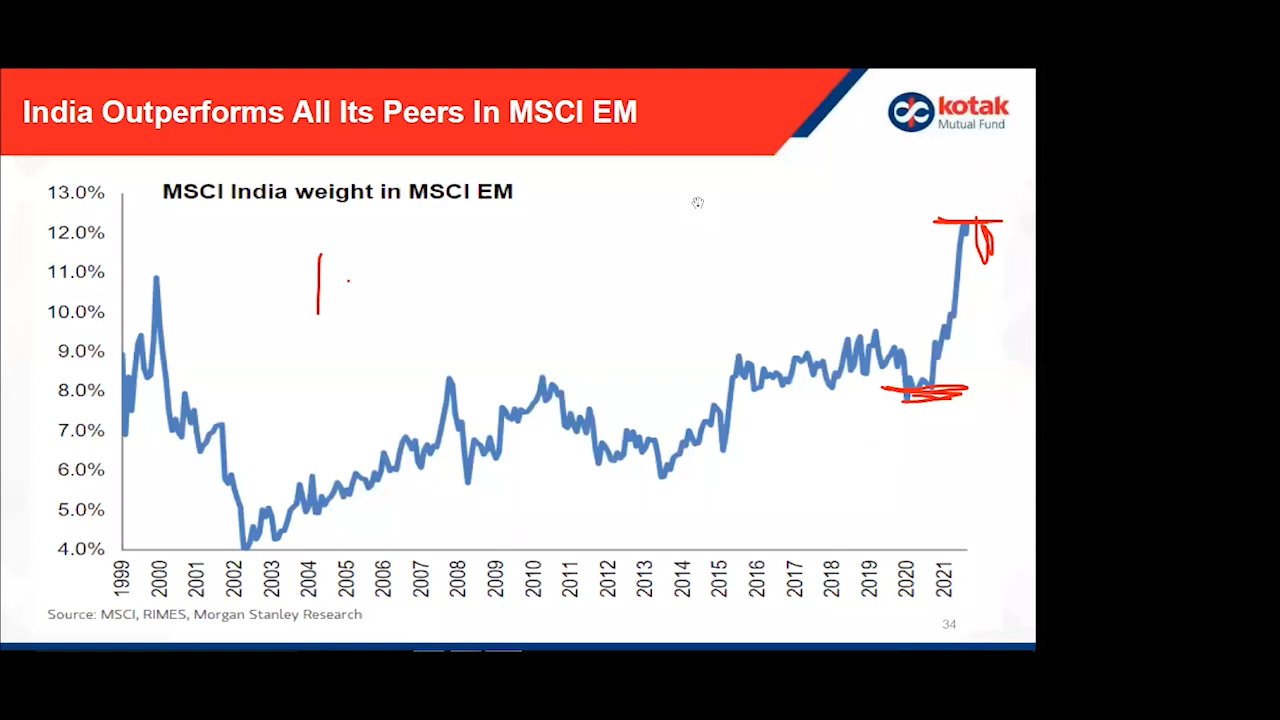 India Outperforms All Its Peers In MSCI EM
kotak
Mutual Fund
MSCI India weight in MSCI EM
13.0%
12.0%
11.0%
10.0%
9.0%
8.0%
7.0%
6.0%
5.0%
4.0%
1999 2000 2001 2002 2003 2004 2005 2006 2007 2008 2009 2010 2011 2012 2013 2014 2015 2016 2017 2018 2019 2020 2021
Source: MSCI, RIMES, Morgan Stanley Research
34